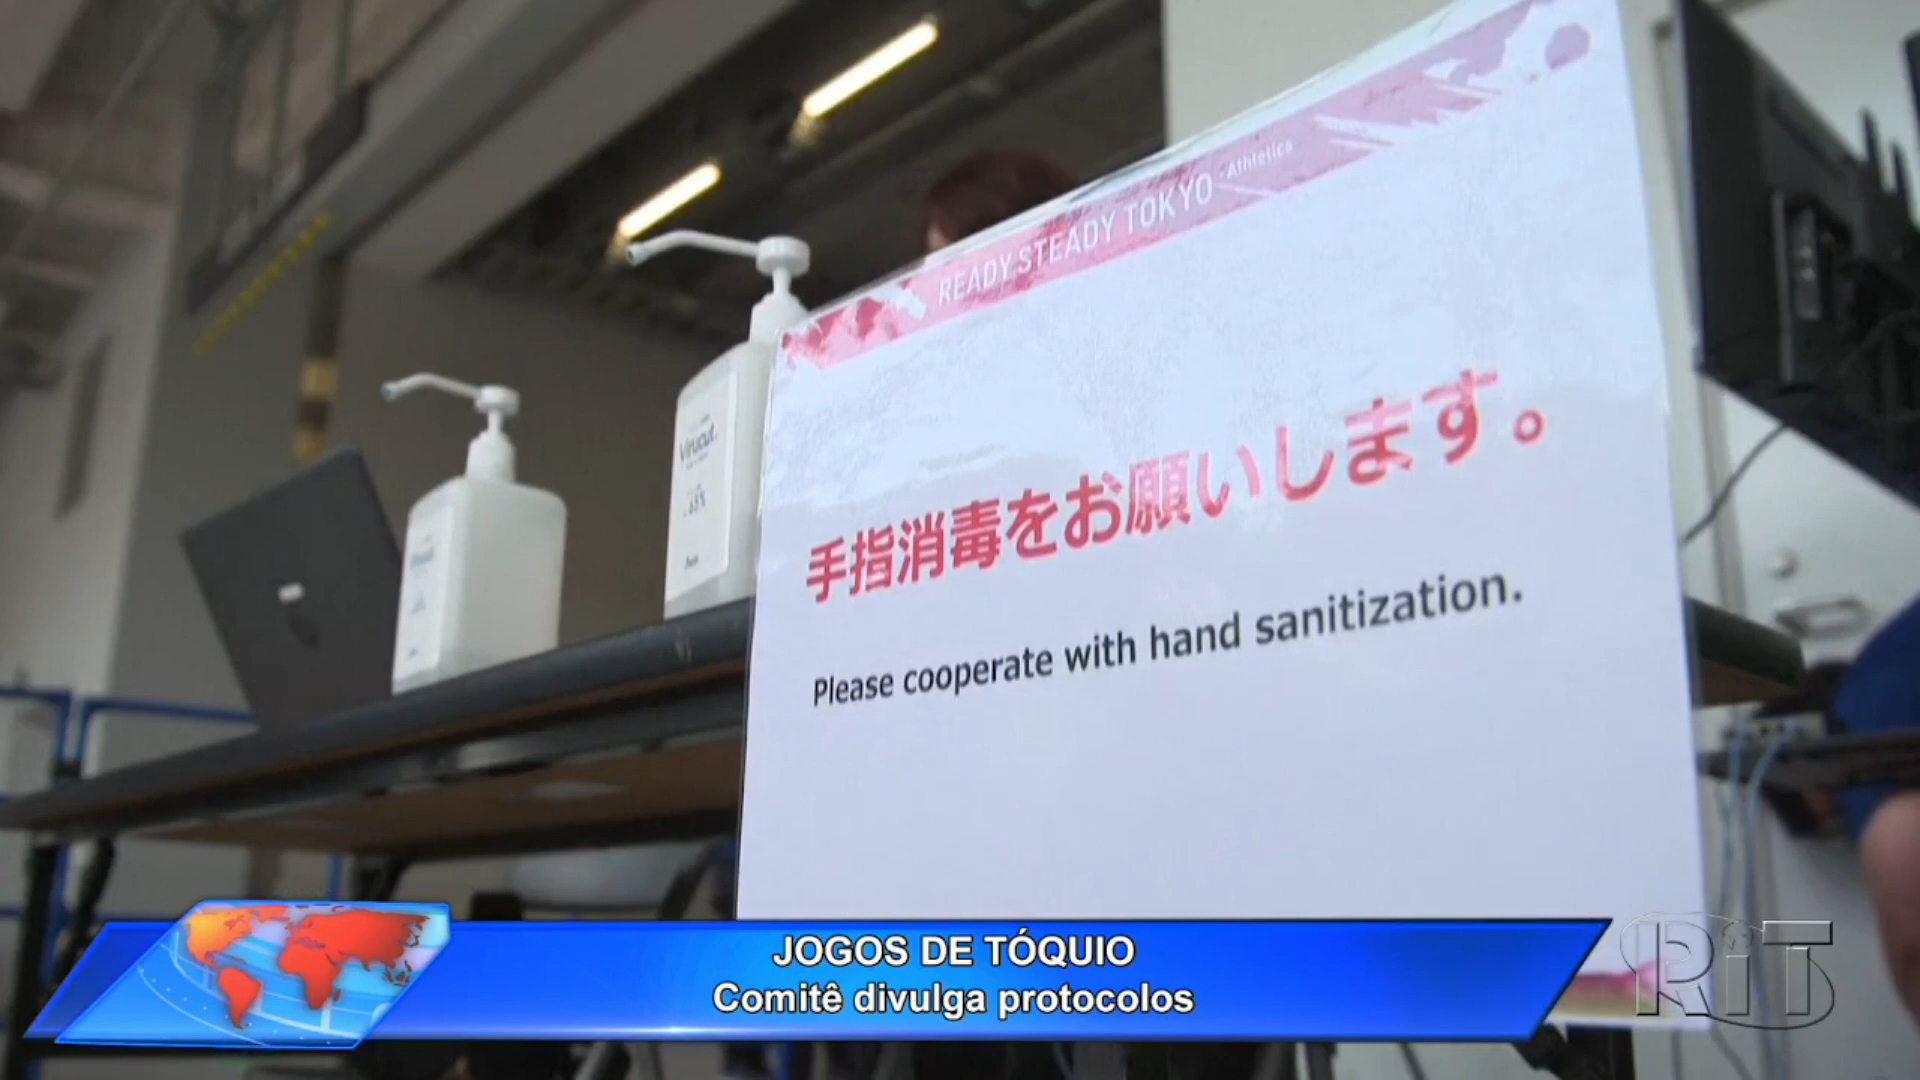 READY STEADY TOKYO -Athletics
手指消毒をお願いします。
Please cooperate with hand sanitization.
Virucut
JOGOS DE TÓQUIO
Comitê divulga protocolos
RiT